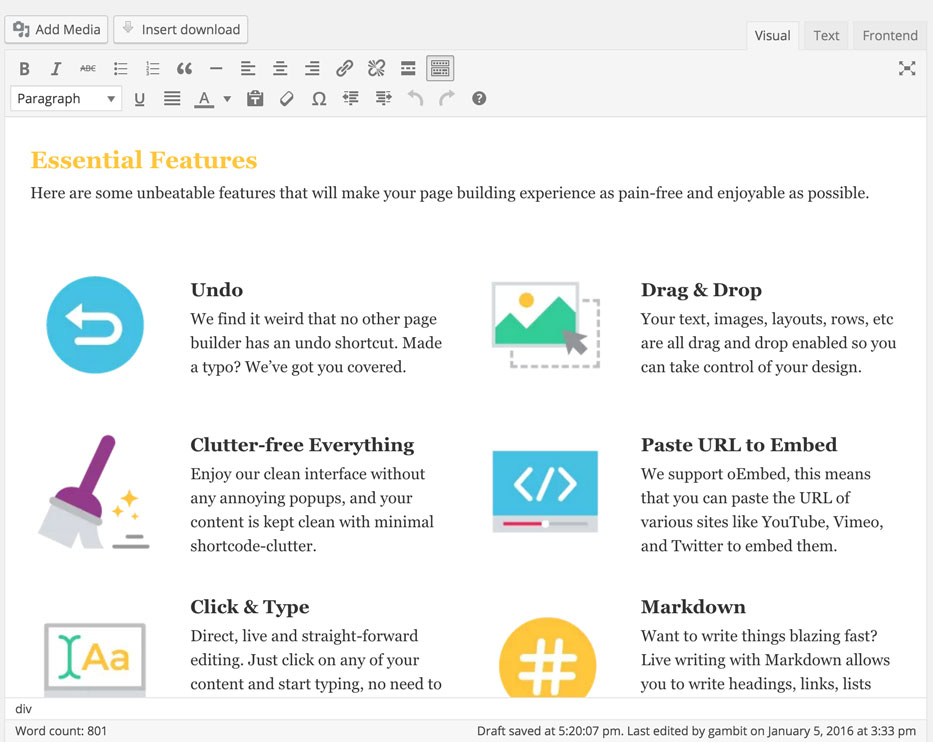 Add Media
Insert download
Visual
Text
Frontend
B
I
ABC
Paragraph
U
A
Ω
?
Essential Features
Here are some unbeatable features that will make your page building experience as pain-free and enjoyable as possible.
Undo
We find it weird that no other page
builder has an undo shortcut. Made
a typo? We’ve got you covered.
Drag & Drop
Your text, images, layouts, rows, etc
are all drag and drop enabled so you
can take control of your design.
Clutter-free Everything
Enjoy our clean interface without
any annoying popups, and your
content is kept clean with minimal
shortcode-clutter.
</>
Paste URL to Embed
We support oEmbed, this means
that you can paste the URL of
various sites like YouTube, Vimeo,
and Twitter to embed them.
Aa
Click & Type
Direct, live and straight-forward
editing. Just click on any of your
content and start typing, no need to
#
Markdown
Want to write things blazing fast?
Live writing with Markdown allows
you to write headings, links, lists
div
Word count: 801
Draft saved at 5:20:07 pm. Last edited by gambit on January 5, 2016 at 3:33 pm